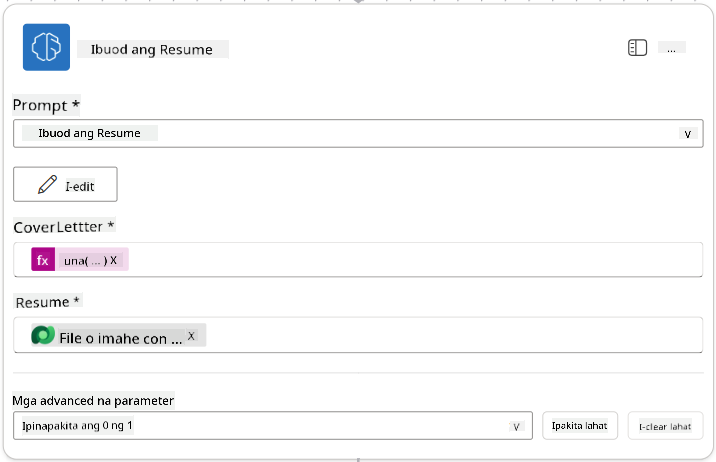 Ibuod ang Resume
...
Prompt *
Ibuod ang Resume
I-edit
CoverLettter *
fx una( ... ) X
Resume *
File o imahe con ... X
Mga advanced na parameter
Ipinapakita ang 0 ng 1
Ipakita lahat
I-clear lahat